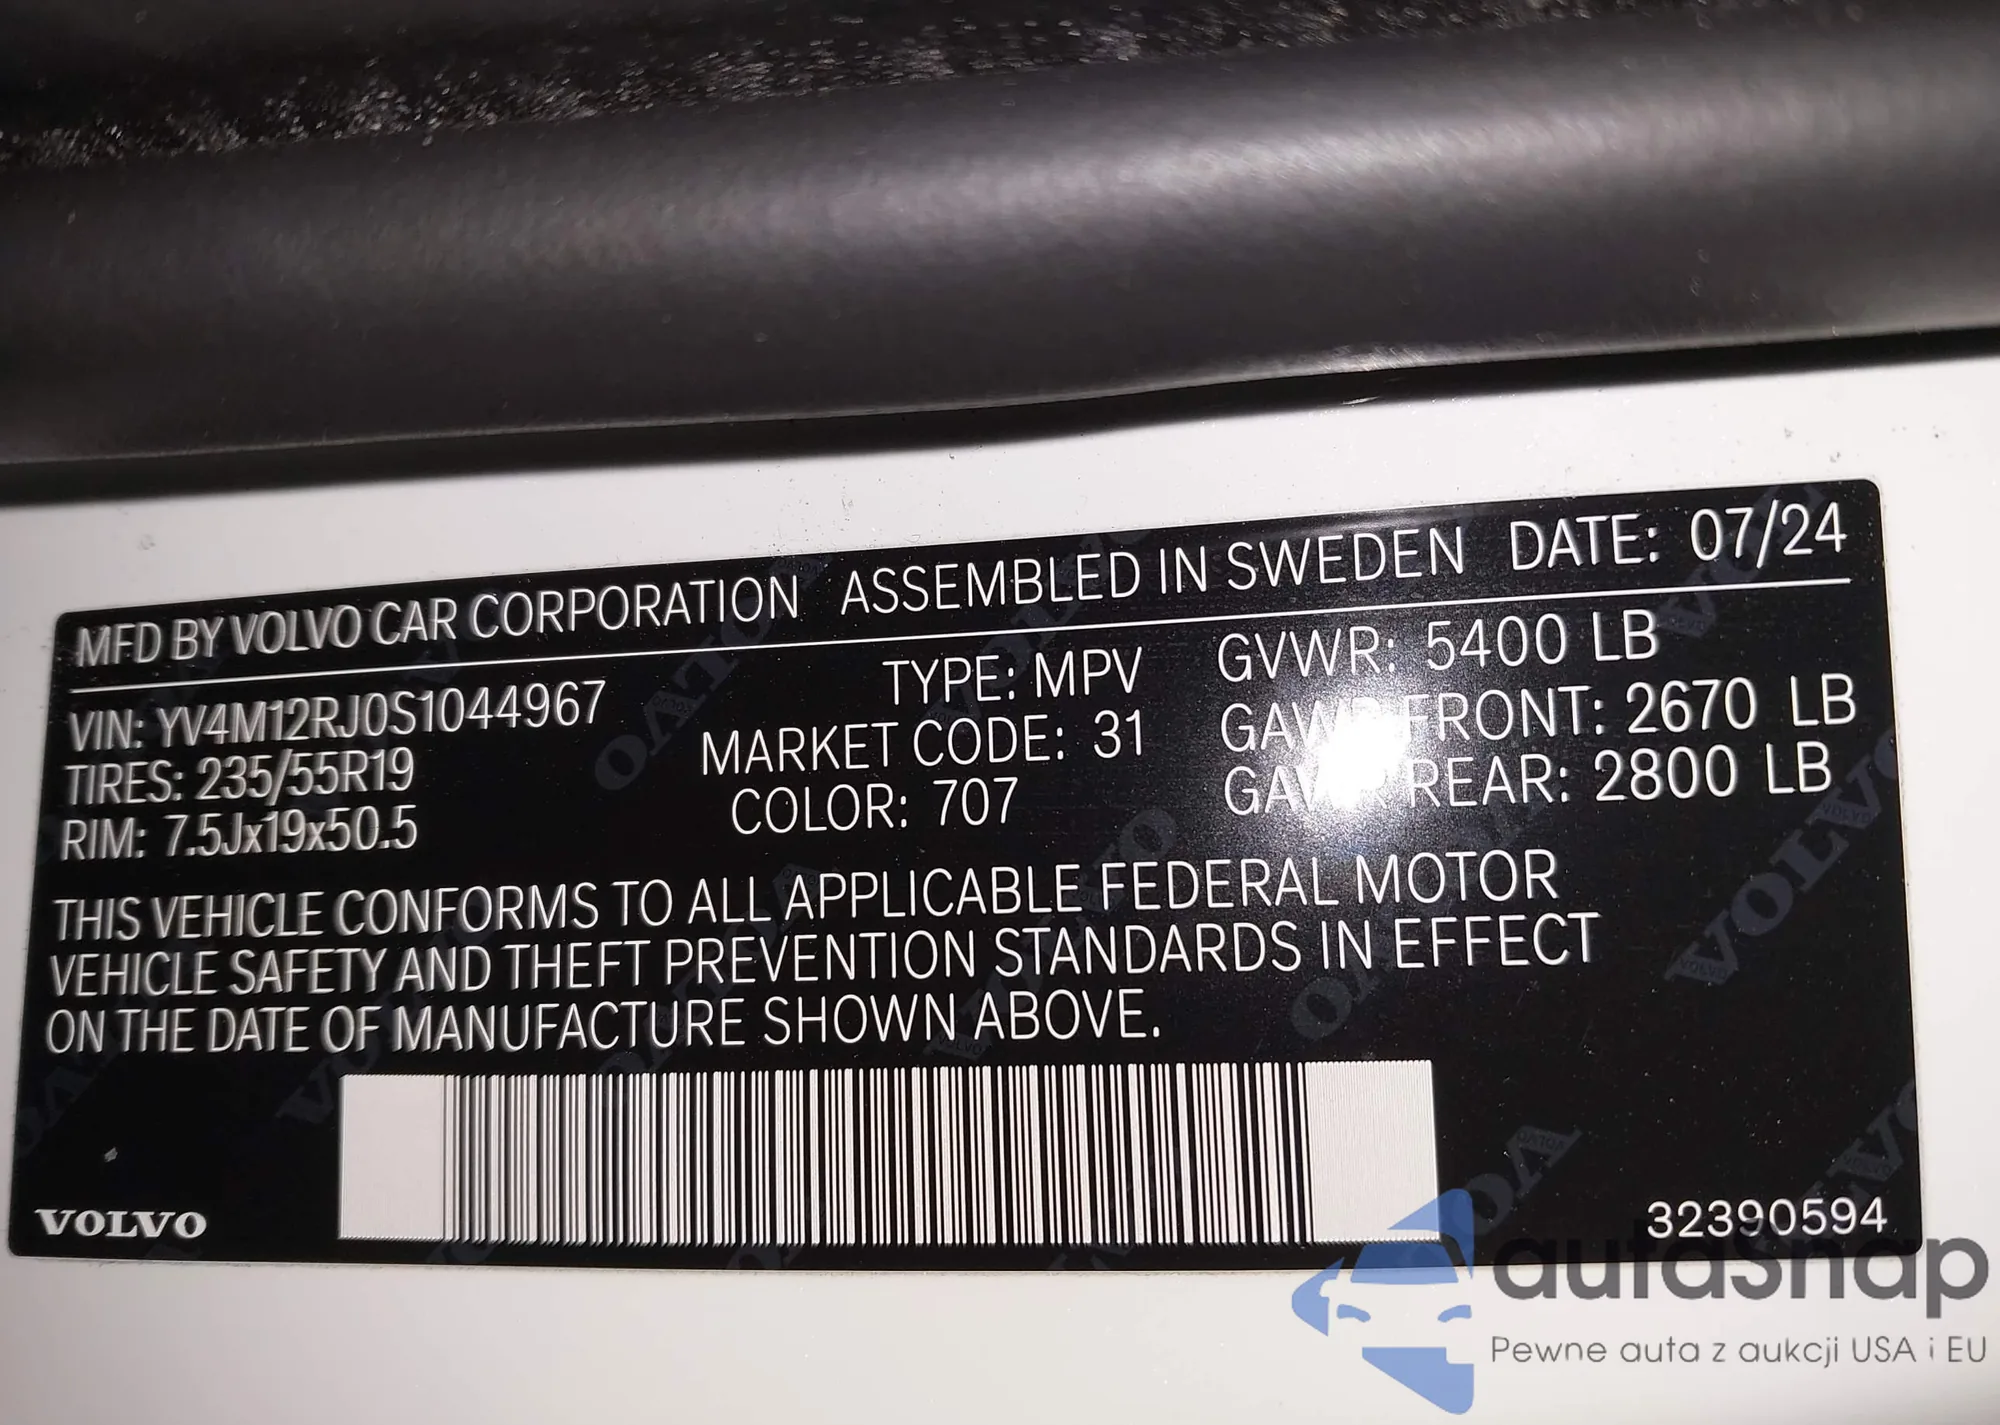 MFD BY VOLVO CAR CORPORATION ASSEMBLED IN SWEDEN DATE: 07/24
VIN: YV4M12RJ0S1044967 TYPE: MPV GVWR: 5400 LB
TIRES: 235/55R19 MARKET CODE: 31 GAWR FRONT: 2670 LB
RIM: 7.5Jx19x50.5 COLOR: 707 GAWR REAR: 2800 LB
THIS VEHICLE CONFORMS TO ALL APPLICABLE FEDERAL MOTOR
VEHICLE SAFETY AND THEFT PREVENTION STANDARDS IN EFFECT
ON THE DATE OF MANUFACTURE SHOWN ABOVE.
VOLVO
32390594
autaSnap
Pewne auta z aukcji USA i EU